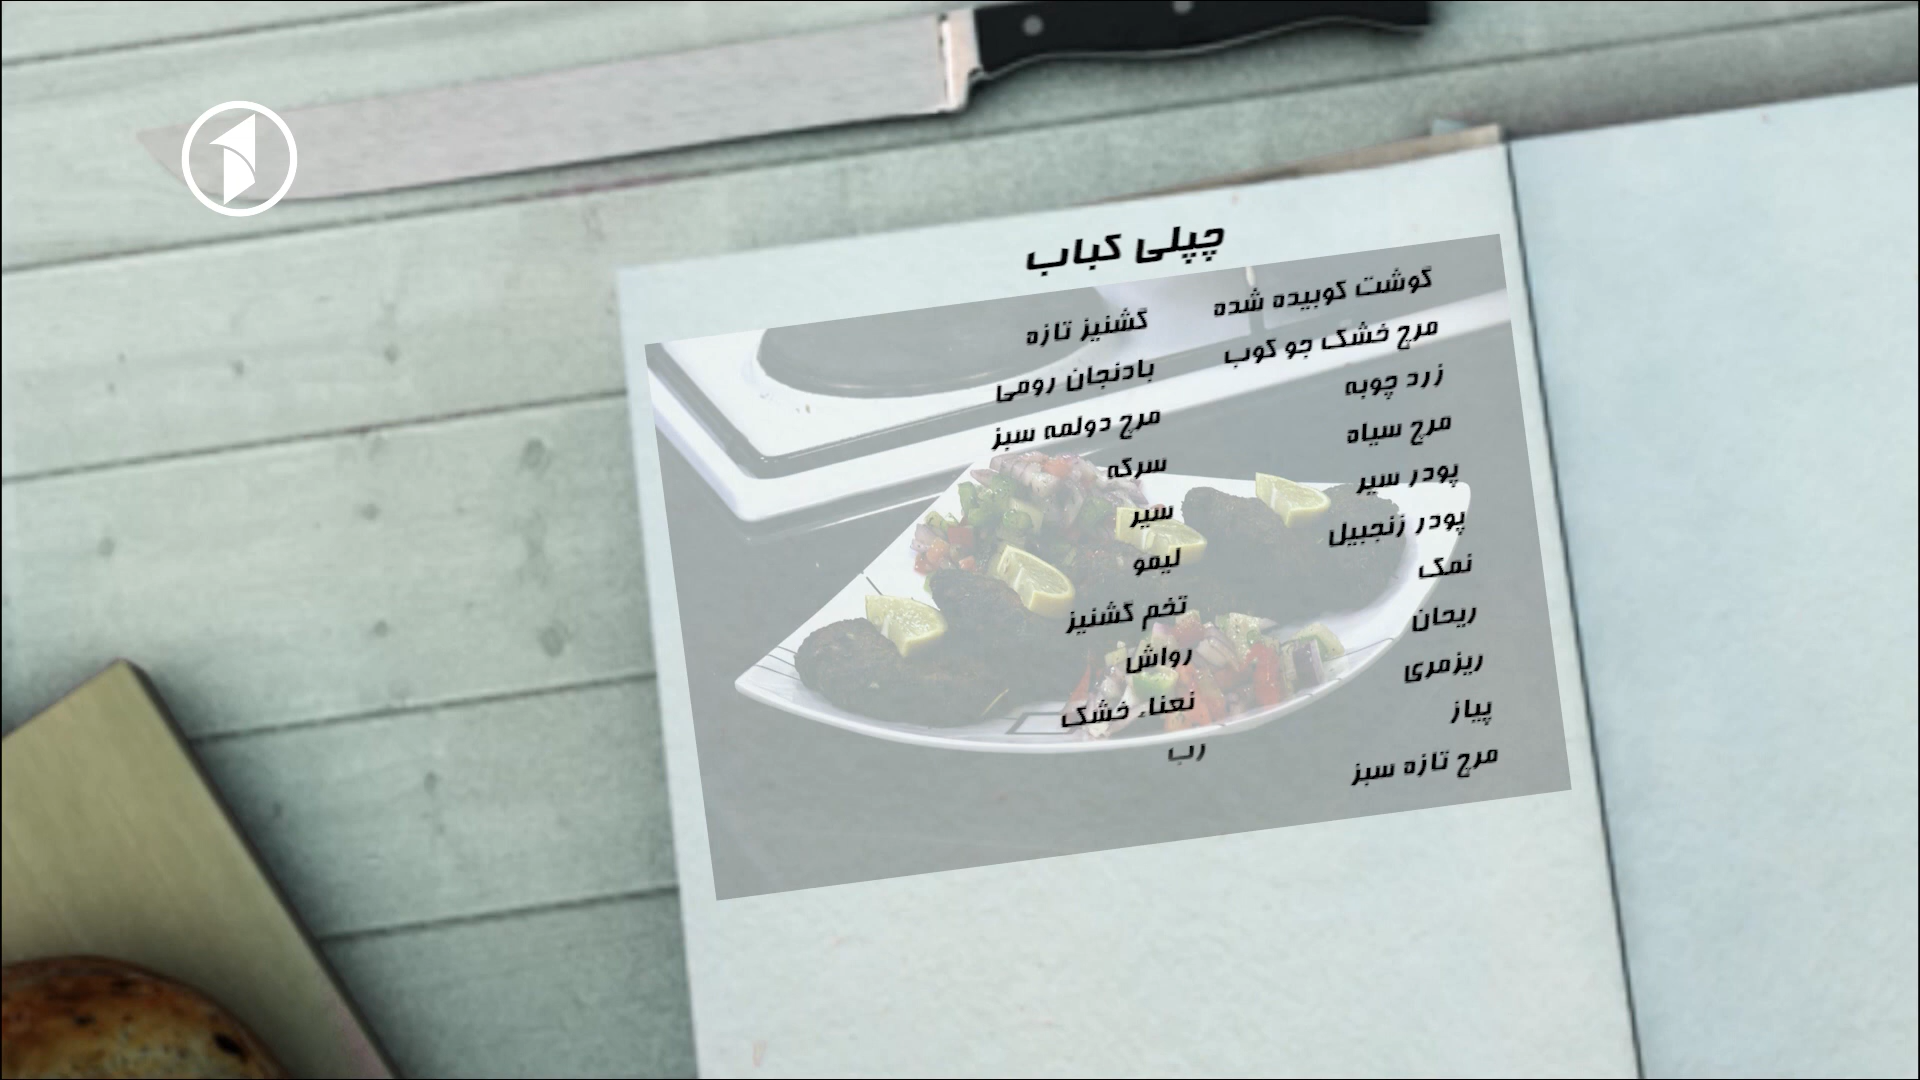 چپلی کباب
گوشت کوبیده شده
مرچ خشک جو کوب
زرد چوبه
مرچ سیاه
پودر سیر
پودر زنجبیل
نمک
ریحان
ریزمری
پیاز
مرچ تازه سبز
گشنیز تازه
بادنجان رومی
مرچ دولمه سبز
سرکه
سیر
لیمو
تخم گشنیز
رواش
نعناء خشک
رب